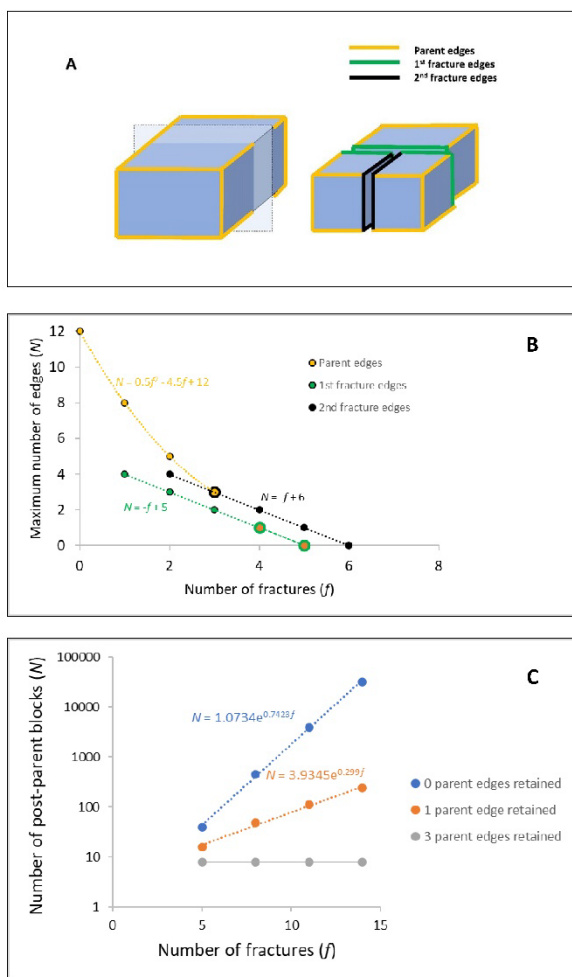 A
Parent edges
1st fracture edges
2nd fracture edges
B
12
10
8
6
4
2
0
0
2
4
6
8
Maximum number of edges (N)
Number of fractures (f)
N = 0.5f² - 4.5f + 12
N = -f + 5
N = f + 6
Parent edges
1st fracture edges
2nd fracture edges
C
100000
10000
1000
100
10
1
0
5
10
15
Number of post-parent blocks (N)
Number of fractures (f)
N = 1.0734e^0.7423f
N = 3.9345e^0.299f
0 parent edges retained
1 parent edge retained
3 parent edges retained